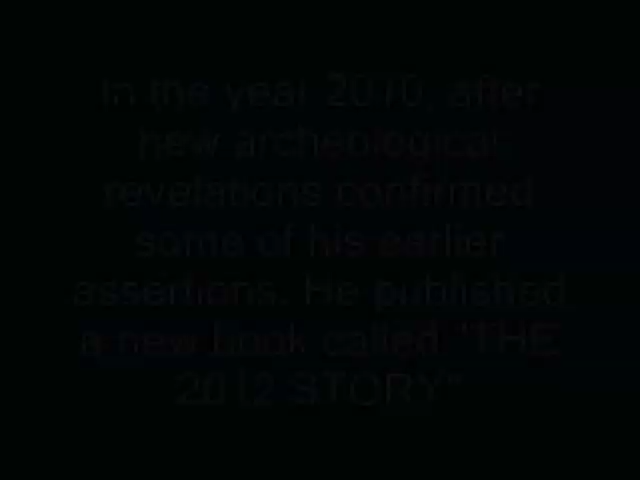 In the year 2010, after
new archeological
revelations confirmed
some of his earlier
assertions. He published
a new book called "THE
2012 STORY"